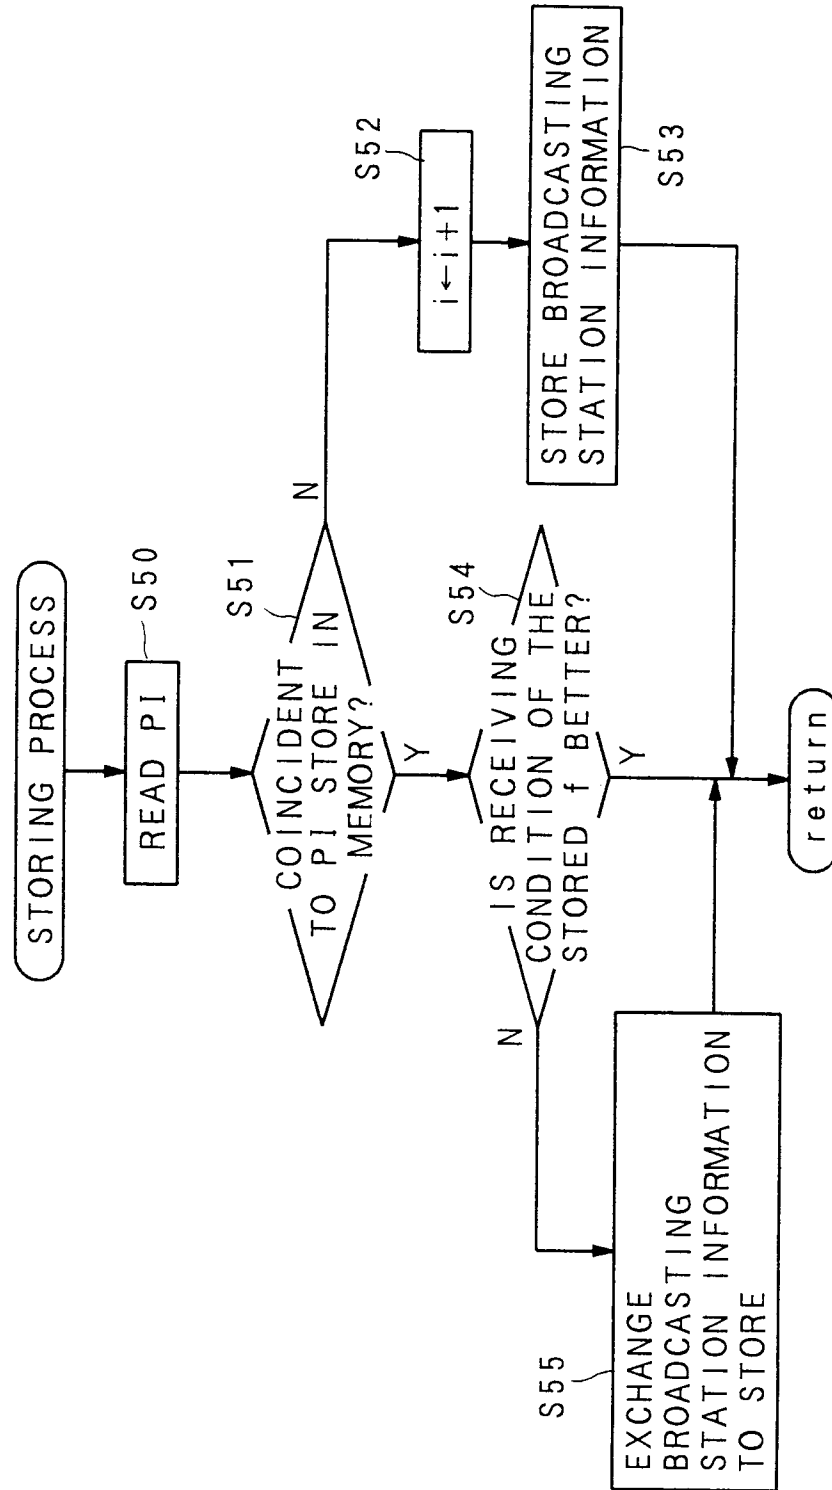 STORING PROCESS
S50
READ PI
S51
COINCIDENT
TO PI STORE IN
MEMORY?
N
Y
S52
i←i+1
STORE BROADCASTING
STATION INFORMATION
S53
S54
IS RECEIVING
CONDITION OF THE
STORED f BETTER?
N
Y
S55
EXCHANGE
BROADCASTING
STATION INFORMATION
TO STORE
return